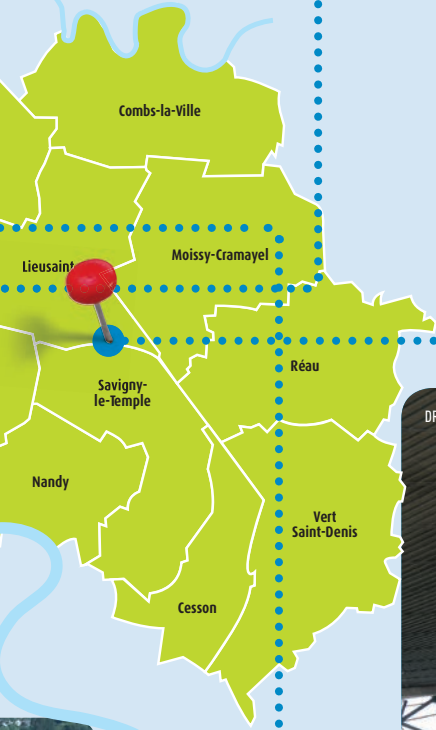 Combs-la-Ville
Moissy-Cramayel
Lieusaint
Réau
Savigny-
le-Temple
Nandy
Vert
Saint-Denis
Cesson